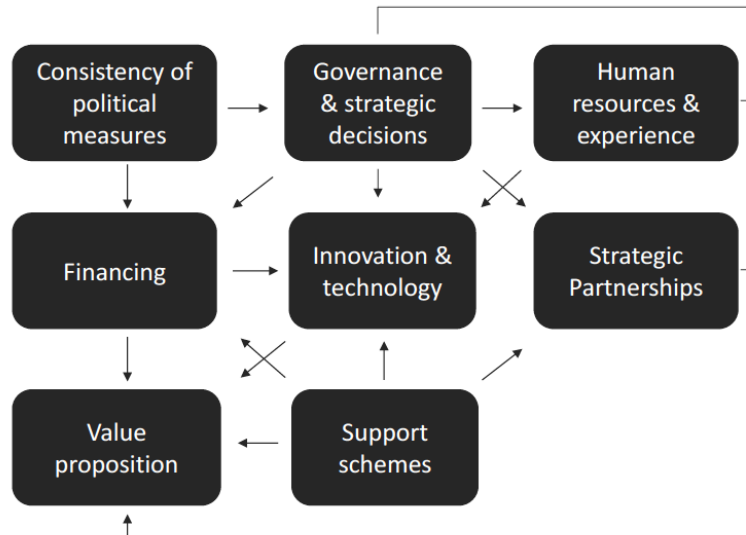 Consistency of
political
measures
Governance
& strategic
decisions
Human
resources &
experience
Financing
Innovation &
technology
Strategic
Partnerships
Value
proposition
Support
schemes